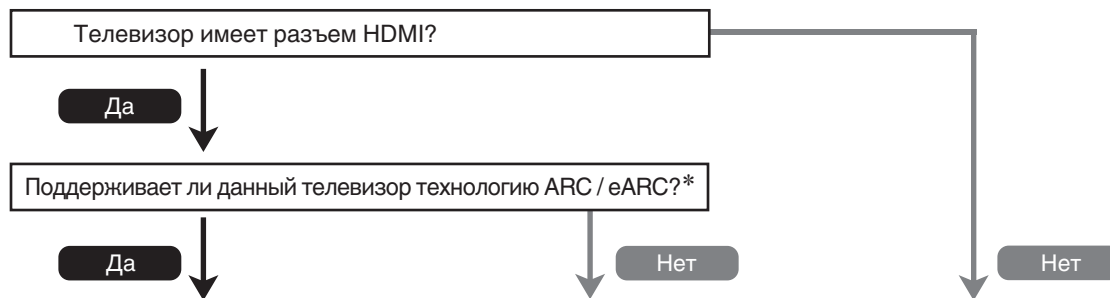 Телевизор имеет разъем HDMI?
Да
Поддерживает ли данный телевизор технологию ARC / eARC?*
Да
Нет
Нет